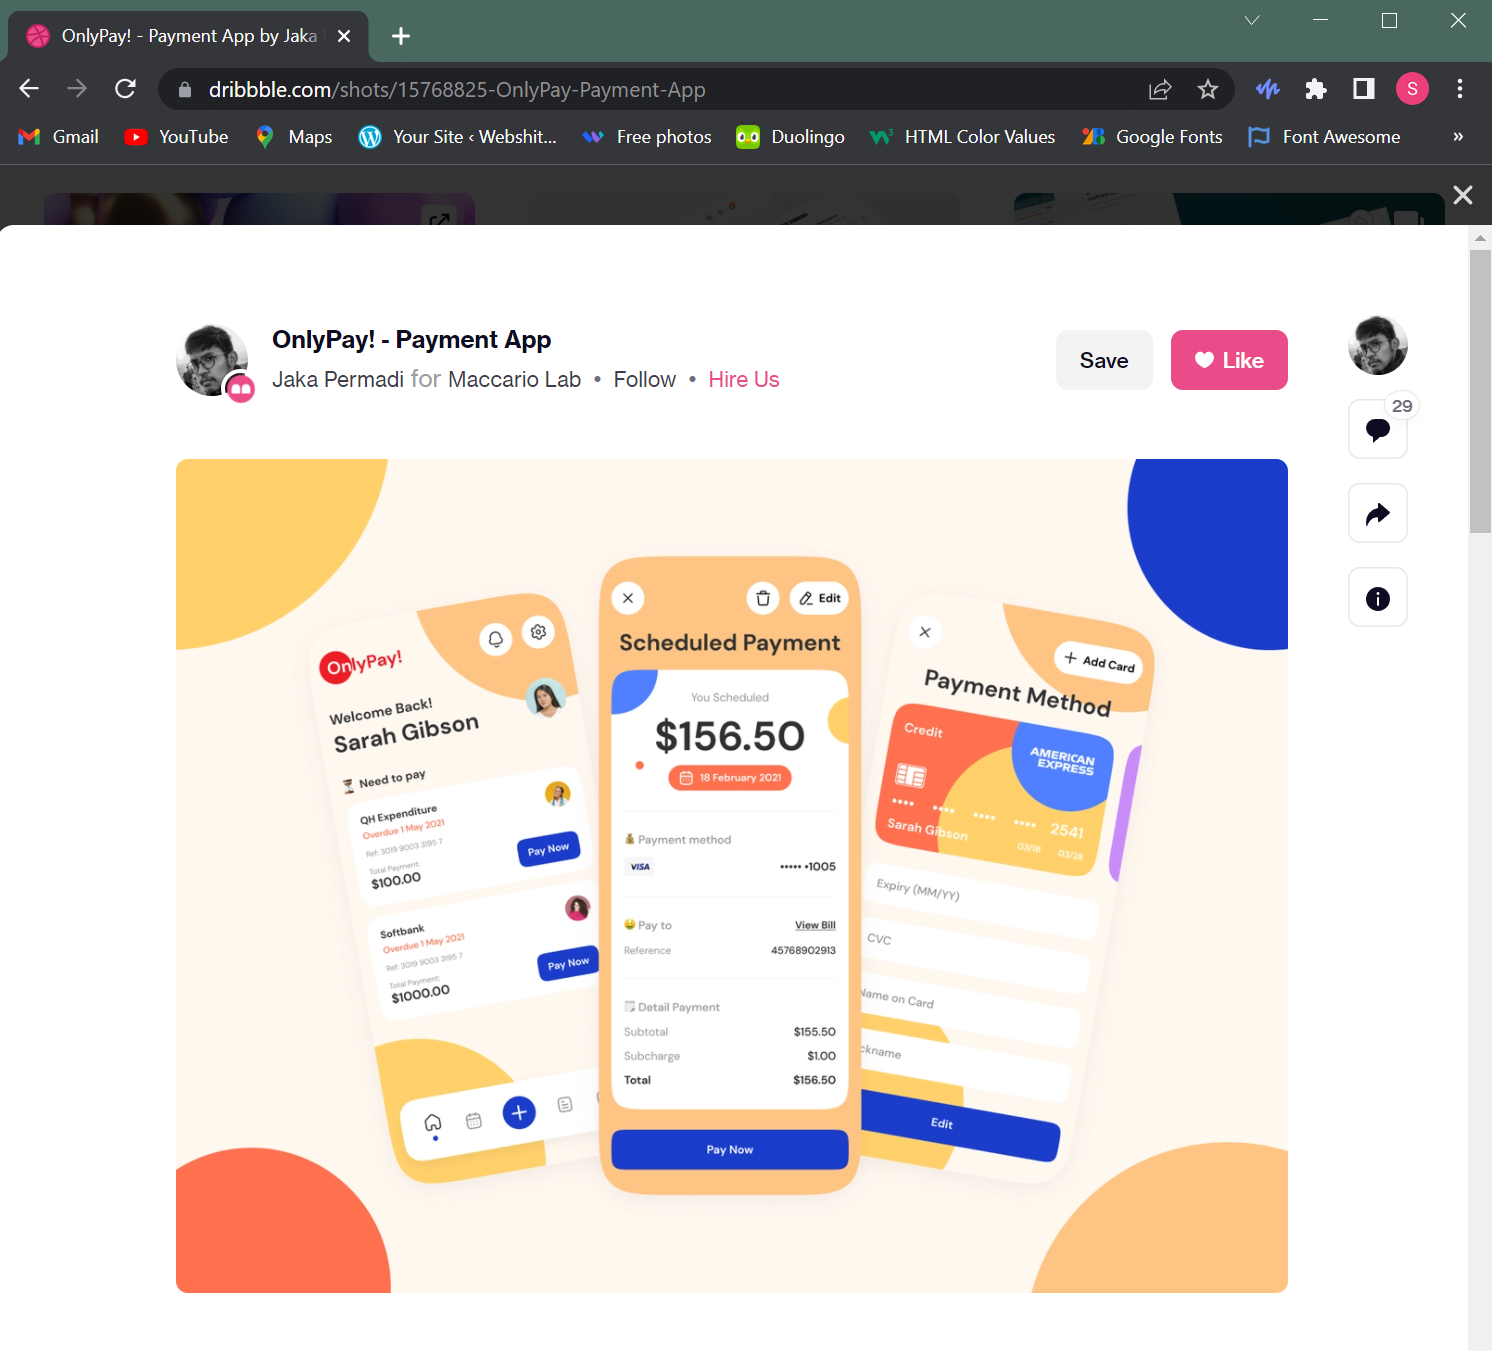 OnlyPay! - Payment App by Jaka
dribbble.com/shots/15768825-OnlyPay-Payment-App
S
Gmail
YouTube
Maps
Your Site ‹ Webshit...
Free photos
Duolingo
HTML Color Values
Google Fonts
Font Awesome
»
OnlyPay! - Payment App
Jaka Permadi for Maccario Lab • Follow • Hire Us
Save
Like
29
OnlyPay!
Welcome Back!
Sarah Gibson
Need to pay
QH Expenditure
Overdue 1 May 2021
Ref: 3019 9003 3195 7
Total Payment:
$100.00
Pay Now
Softbank
Overdue 1 May 2021
Ref: 3019 9003 3195 7
Total Payment:
$1000.00
Pay Now
Edit
Scheduled Payment
You Scheduled
$156.50
18 February 2021
Payment method
VISA
••••• •1005
Pay to
View Bill
Reference
45768902913
Detail Payment
Subtotal
$155.50
Subcharge
$1.00
Total
$156.50
Pay Now
+ Add Card
Payment Method
Credit
AMERICAN
EXPRESS
•••• •••• •••• •••• 2541
Sarah Gibson
03/18
03/28
Expiry (MM/YY)
CVC
Name on Card
ckname
Edit